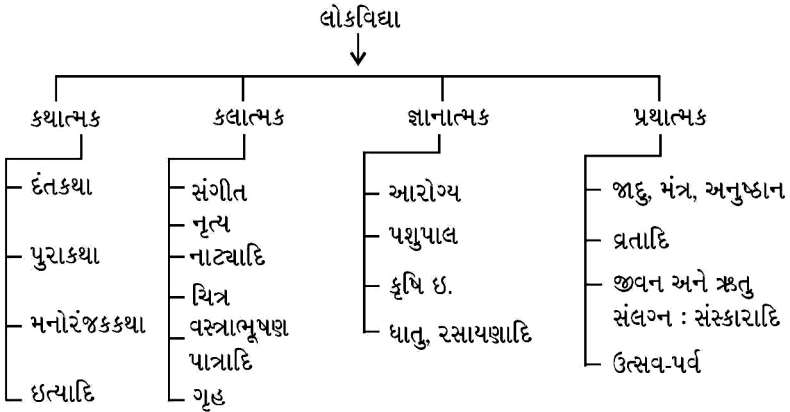 લોકવિદ્યા
કથાત્મક
દંતકથા
પુરાકથા
મનોરંજકકથા
ઇત્યાદિ
કલાત્મક
સંગીત
નૃત્ય
નાટ્યાદિ
ચિત્ર
વસ્ત્રાભૂષણ
પાત્રાદિ
ગૃહ
જ્ઞાનાત્મક
આરોગ્ય
પશુપાલ
કૃષિ ઇ.
ધાતુ, રસાયણાદિ
પ્રથાત્મક
જાદુ, મંત્ર, અનુષ્ઠાન
વ્રતાદિ
જીવન અને ઋતુ
સંલગ્ન : સંસ્કારાદિ
ઉત્સવ-પર્વ